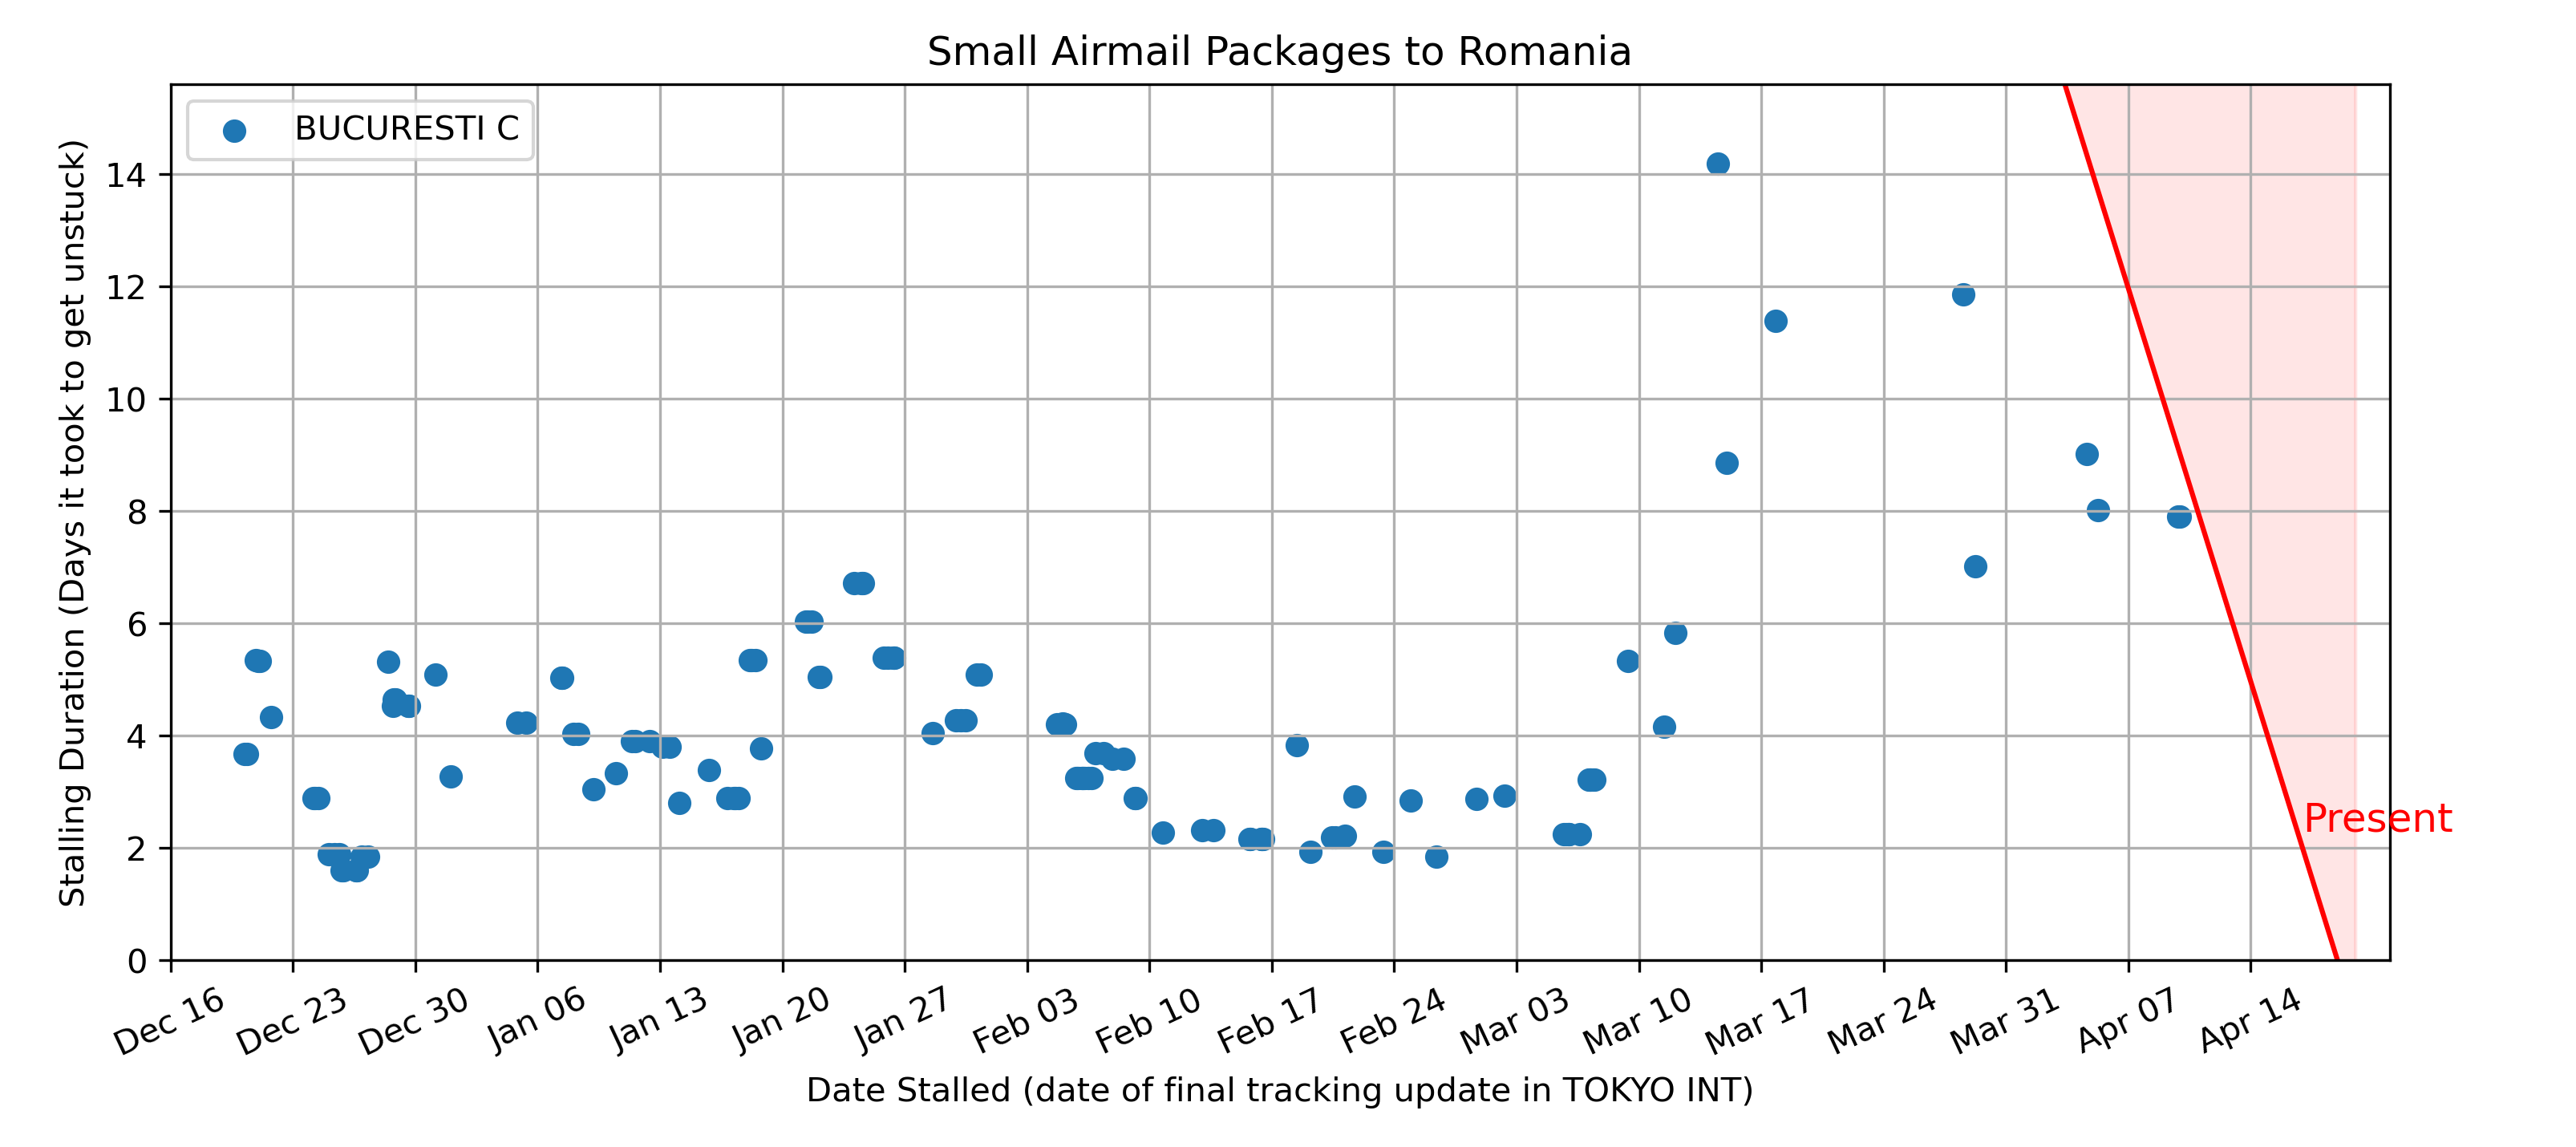 Small Airmail Packages to Romania
BUCURESTI C
Stalling Duration (Days it took to get unstuck)
14
12
10
8
6
4
2
0
Present
Dec 16
Dec 23
Dec 30
Jan 06
Jan 13
Jan 20
Jan 27
Feb 03
Feb 10
Feb 17
Feb 24
Mar 03
Mar 10
Mar 17
Mar 24
Mar 31
Apr 07
Apr 14
Date Stalled (date of final tracking update in TOKYO INT)